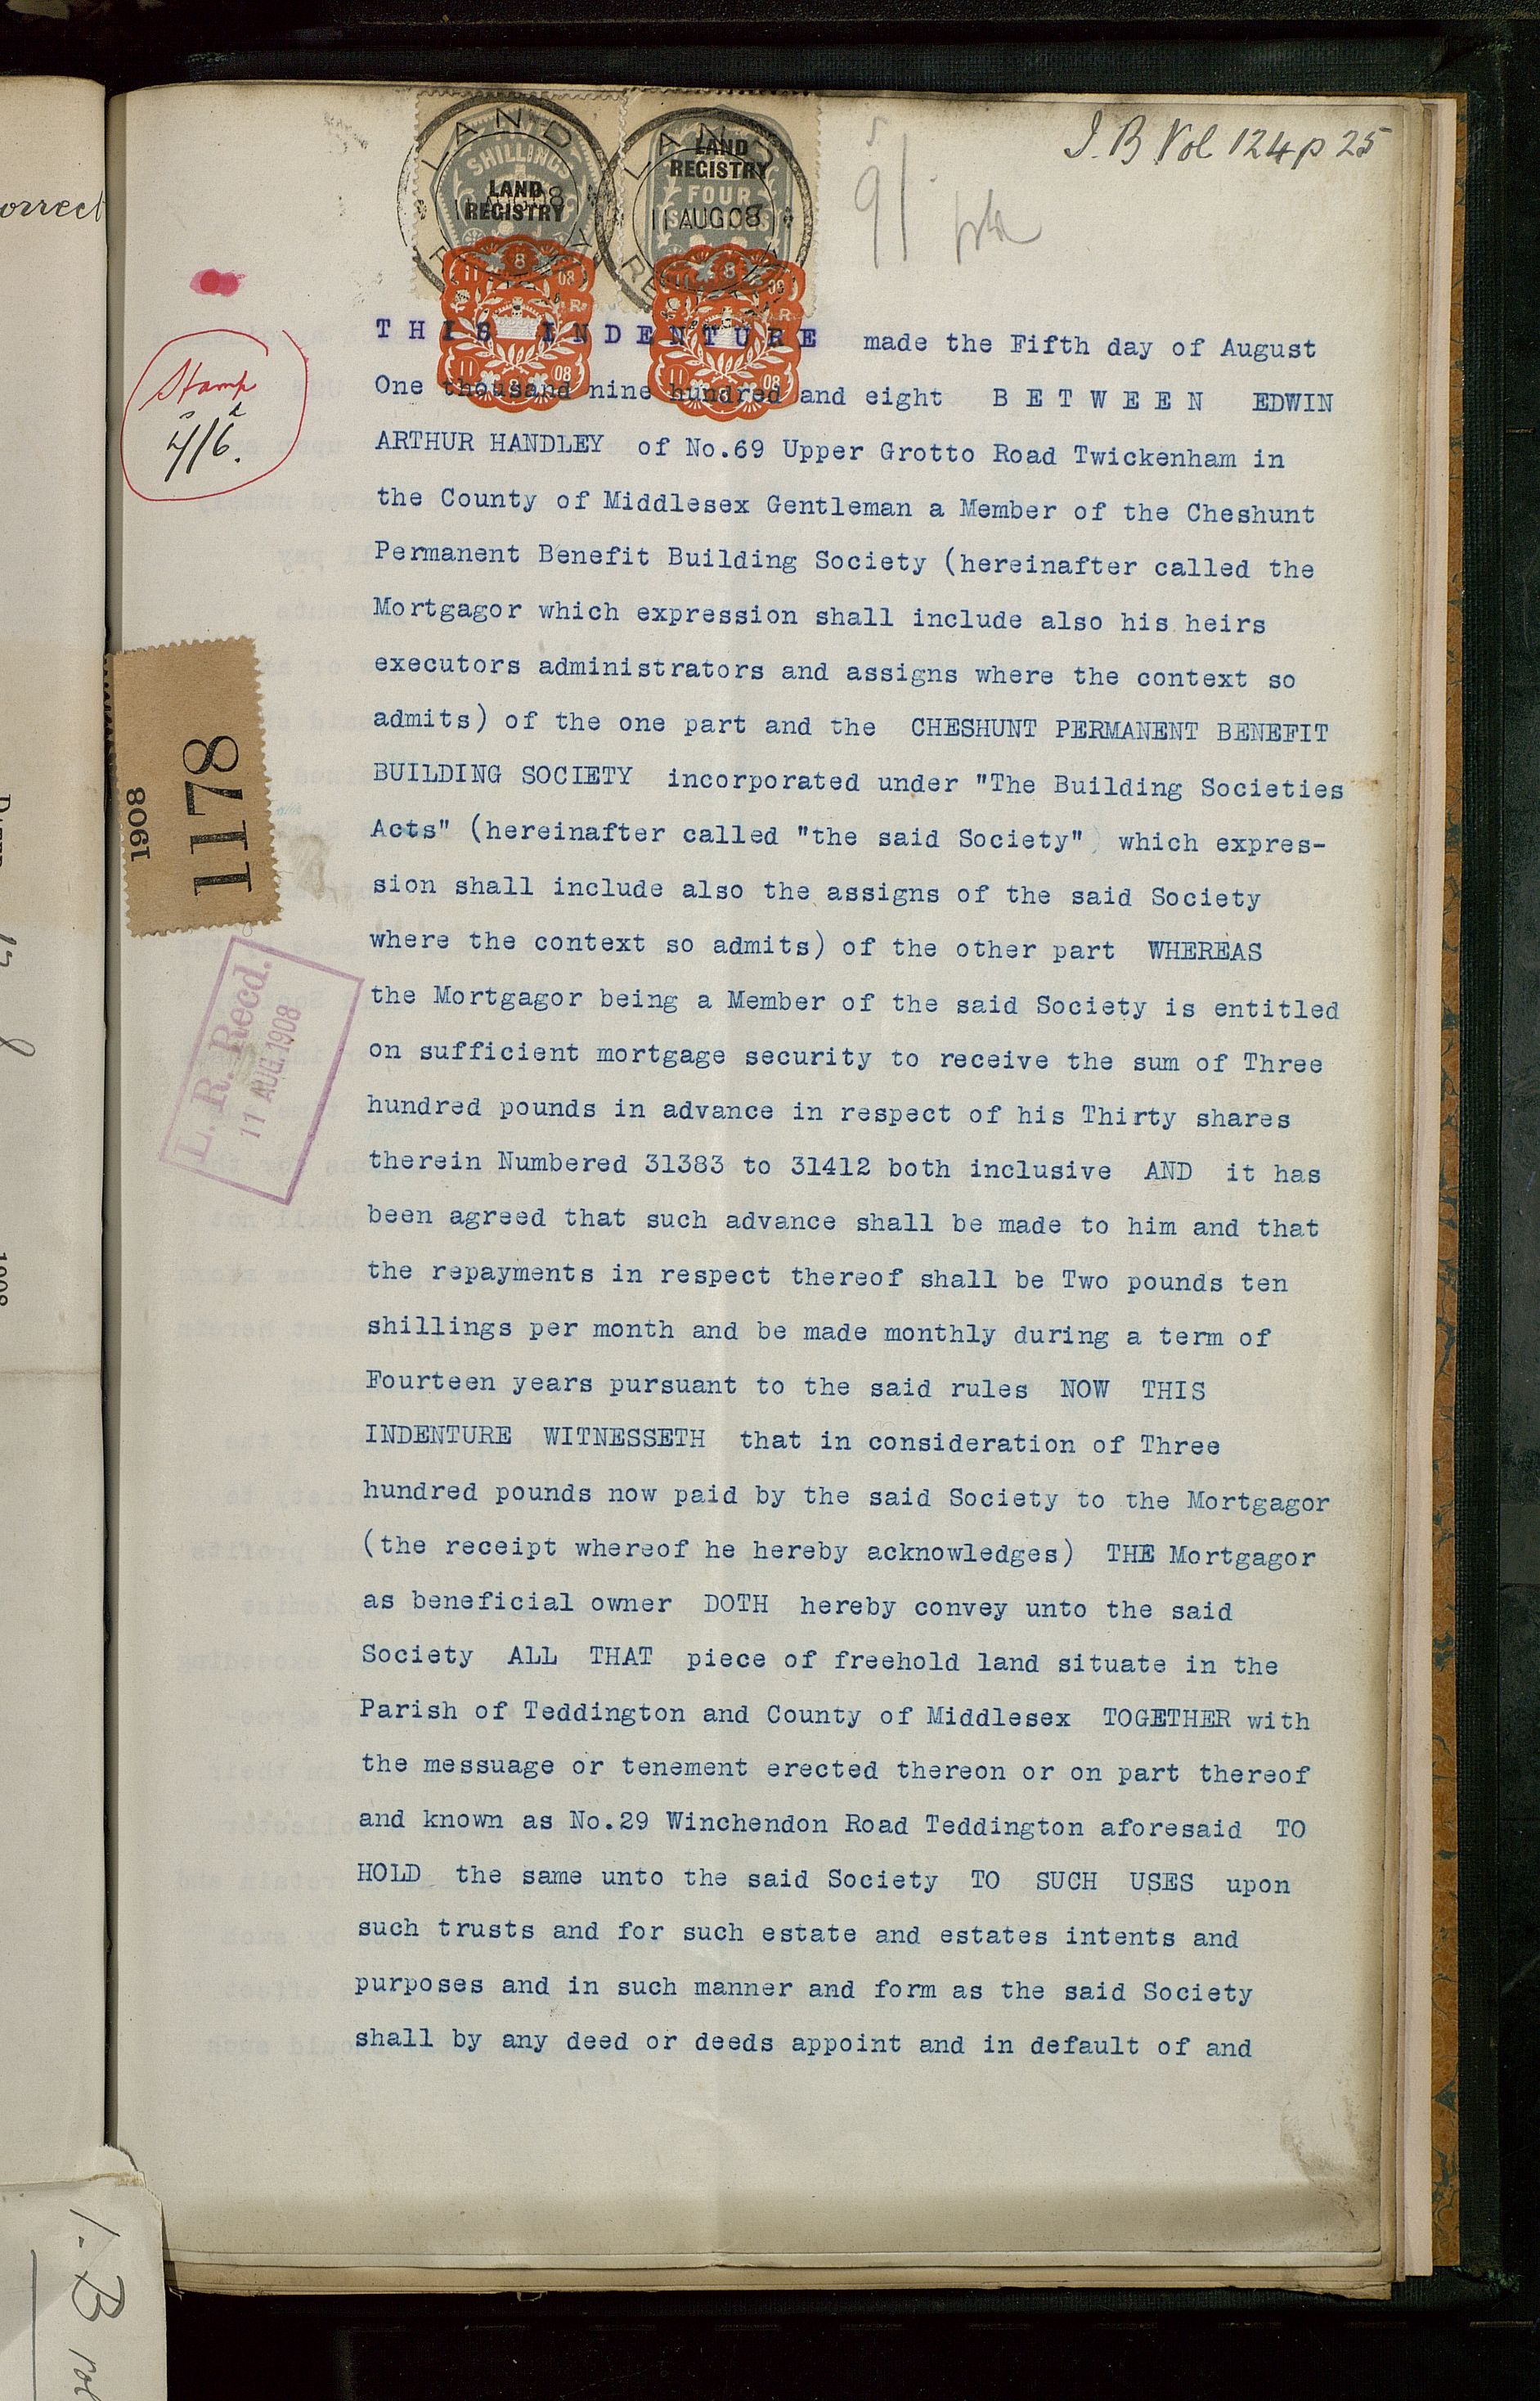 I.B Vol 124 p 25
LAND
SHILLINGS
LAND
REGISTRY
LAND
LAND
REGISTRY
FOUR
SHILLINGS
11 AUG 08
11 8 08
11 8 08
orrect
Stamp
s d
7/6.
1908
1178
L. R. Recd.
11 AUG. 1908
THIS INDENTURE made the Fifth day of August
One thousand nine hundred and eight BETWEEN EDWIN
ARTHUR HANDLEY of No.69 Upper Grotto Road Twickenham in
the County of Middlesex Gentleman a Member of the Cheshunt
Permanent Benefit Building Society (hereinafter called the
Mortgagor which expression shall include also his heirs
executors administrators and assigns where the context so
admits) of the one part and the CHESHUNT PERMANENT BENEFIT
BUILDING SOCIETY incorporated under "The Building Societies
Acts" (hereinafter called "the said Society" which expres-
sion shall include also the assigns of the said Society
where the context so admits) of the other part WHEREAS
the Mortgagor being a Member of the said Society is entitled
on sufficient mortgage security to receive the sum of Three
hundred pounds in advance in respect of his Thirty shares
therein Numbered 31383 to 31412 both inclusive AND it has
been agreed that such advance shall be made to him and that
the repayments in respect thereof shall be Two pounds ten
shillings per month and be made monthly during a term of
Fourteen years pursuant to the said rules NOW THIS
INDENTURE WITNESSETH that in consideration of Three
hundred pounds now paid by the said Society to the Mortgagor
(the receipt whereof he hereby acknowledges) THE Mortgagor
as beneficial owner DOTH hereby convey unto the said
Society ALL THAT piece of freehold land situate in the
Parish of Teddington and County of Middlesex TOGETHER with
the messuage or tenement erected thereon or on part thereof
and known as No.29 Winchendon Road Teddington aforesaid TO
HOLD the same unto the said Society TO SUCH USES upon
such trusts and for such estate and estates intents and
purposes and in such manner and form as the said Society
shall by any deed or deeds appoint and in default of and
I. B vol